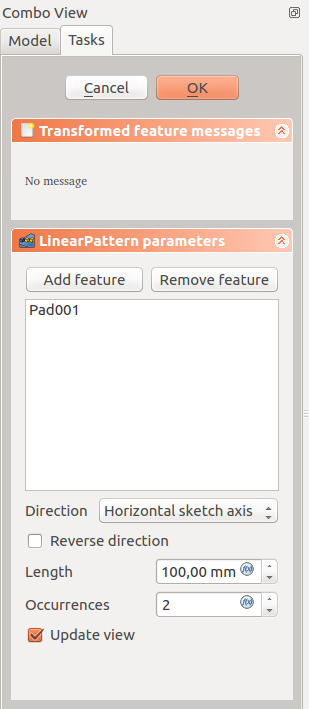 Combo View
Model Tasks
Cancel OK
Transformed feature messages
No message
LinearPattern parameters
Add feature Remove feature
Pad001
Direction Horizontal sketch axis
Reverse direction
Length 100,00 mm f(x)
Occurrences 2 f(x)
Update view